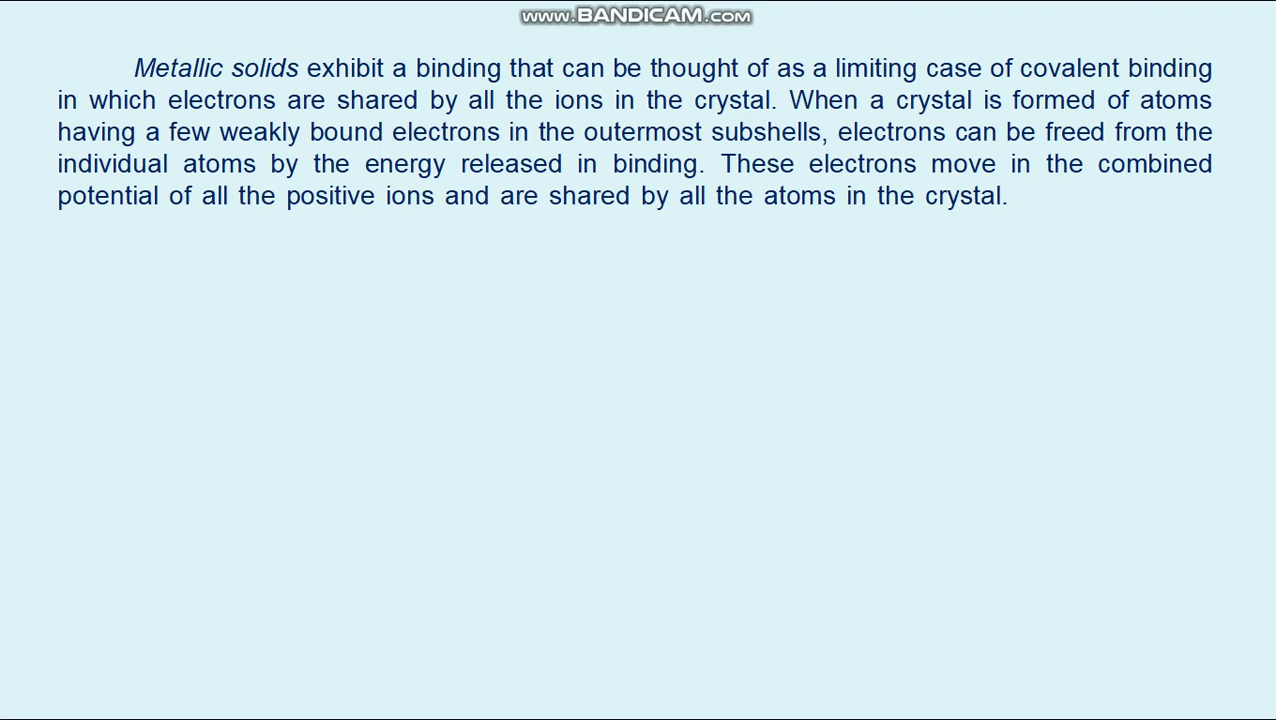 www.BANDICAM.com
Metallic solids exhibit a binding that can be thought of as a limiting case of covalent binding
in which electrons are shared by all the ions in the crystal. When a crystal is formed of atoms
having a few weakly bound electrons in the outermost subshells, electrons can be freed from the
individual atoms by the energy released in binding. These electrons move in the combined
potential of all the positive ions and are shared by all the atoms in the crystal.